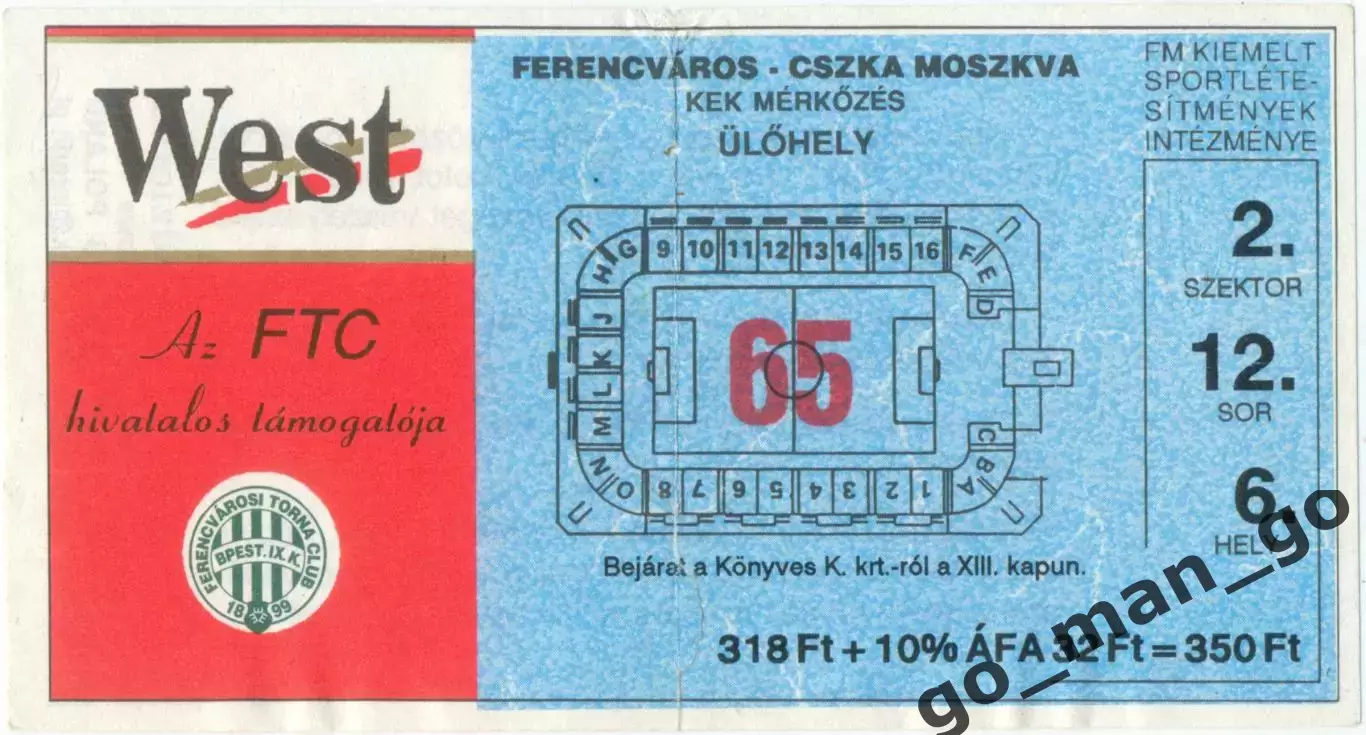 West
Az FTC
hivatalos támogatója
FERENCVÁROSI TORNA CLUB
BPEST. IX. K.
1899
FERENCVÁROS - CSZKA MOSZKVA
KEK MÉRKŐZÉS
ÜLŐHELY
G 9 10 11 12 13 14 15 16 F
H E
J D
K
L
M C
N B
O 8 7 6 5 4 3 2 1 A
65
Bejárat a Könyves K. krt.-ról a XIII. kapun.
318 Ft + 10% ÁFA 32 Ft = 350 Ft
FM KIEMELT
SPORTLÉTE-
SÍTMÉNYEK
INTÉZMÉNYE
2.
SZEKTOR
12.
SOR
6.
HELY
go_man_go